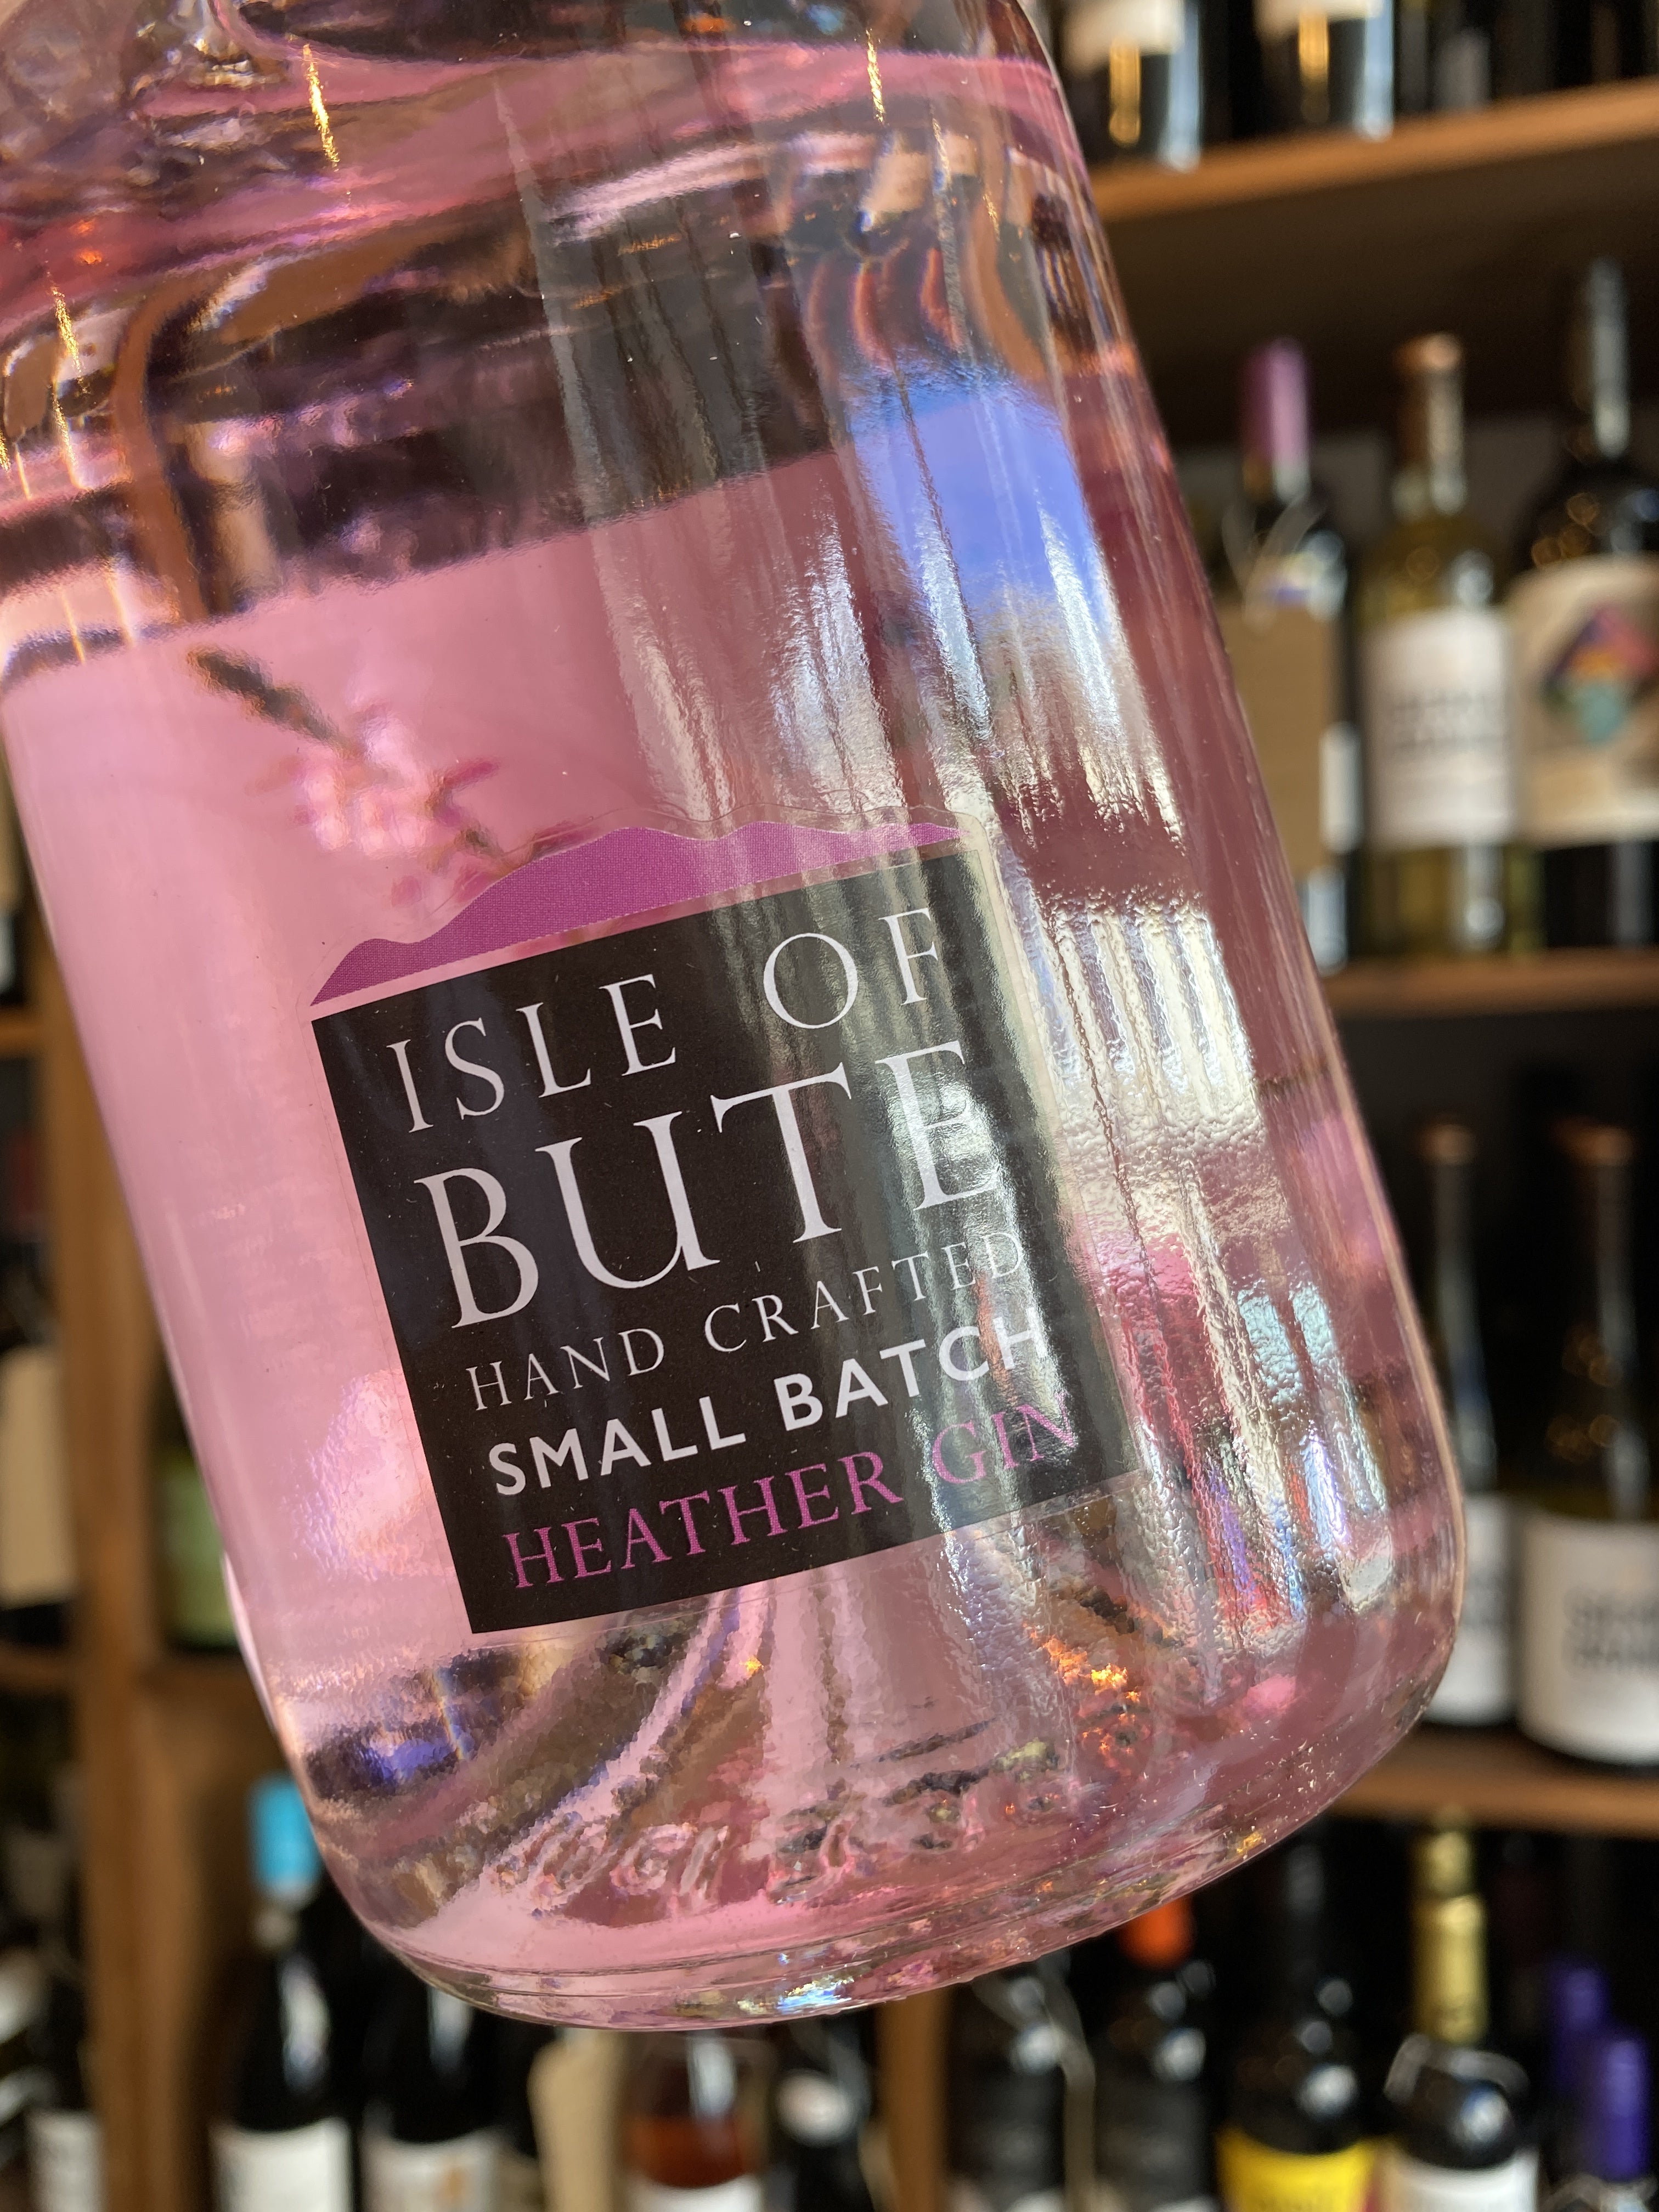 ISLE OF
BUTE
HAND CRAFTED
SMALL BATCH
HEATHER GIN